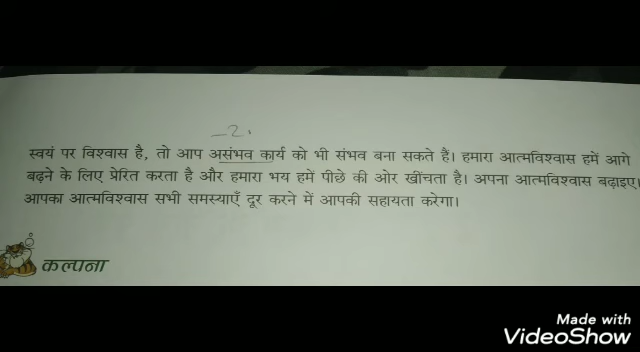 -2.
स्वयं पर विश्वास है, तो आप असंभव कार्य को भी संभव बना सकते हैं। हमारा आत्मविश्वास हमें आगे
बढ़ने के लिए प्रेरित करता है और हमारा भय हमें पीछे की ओर खींचता है। अपना आत्मविश्वास बढ़ाइए।
आपका आत्मविश्वास सभी समस्याएँ दूर करने में आपकी सहायता करेगा।
कल्पना
Made with
VideoShow